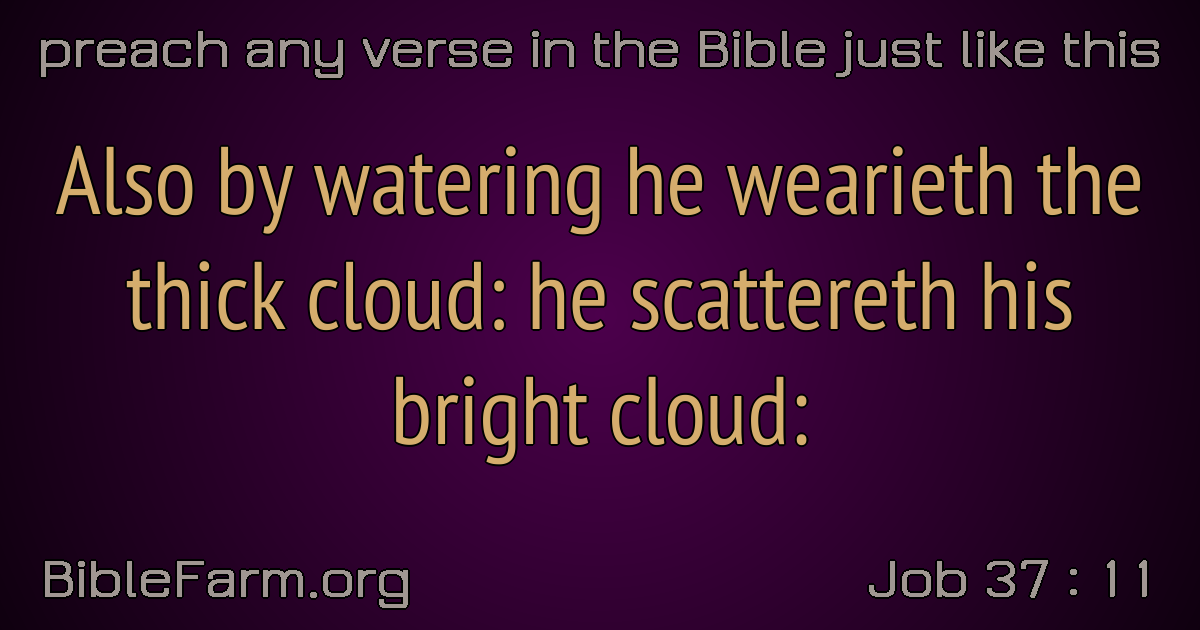 preach any verse in the Bible just like this
Also by watering he wearieth the
thick cloud: he scattereth his
bright cloud:
BibleFarm.org
Job 37 : 11